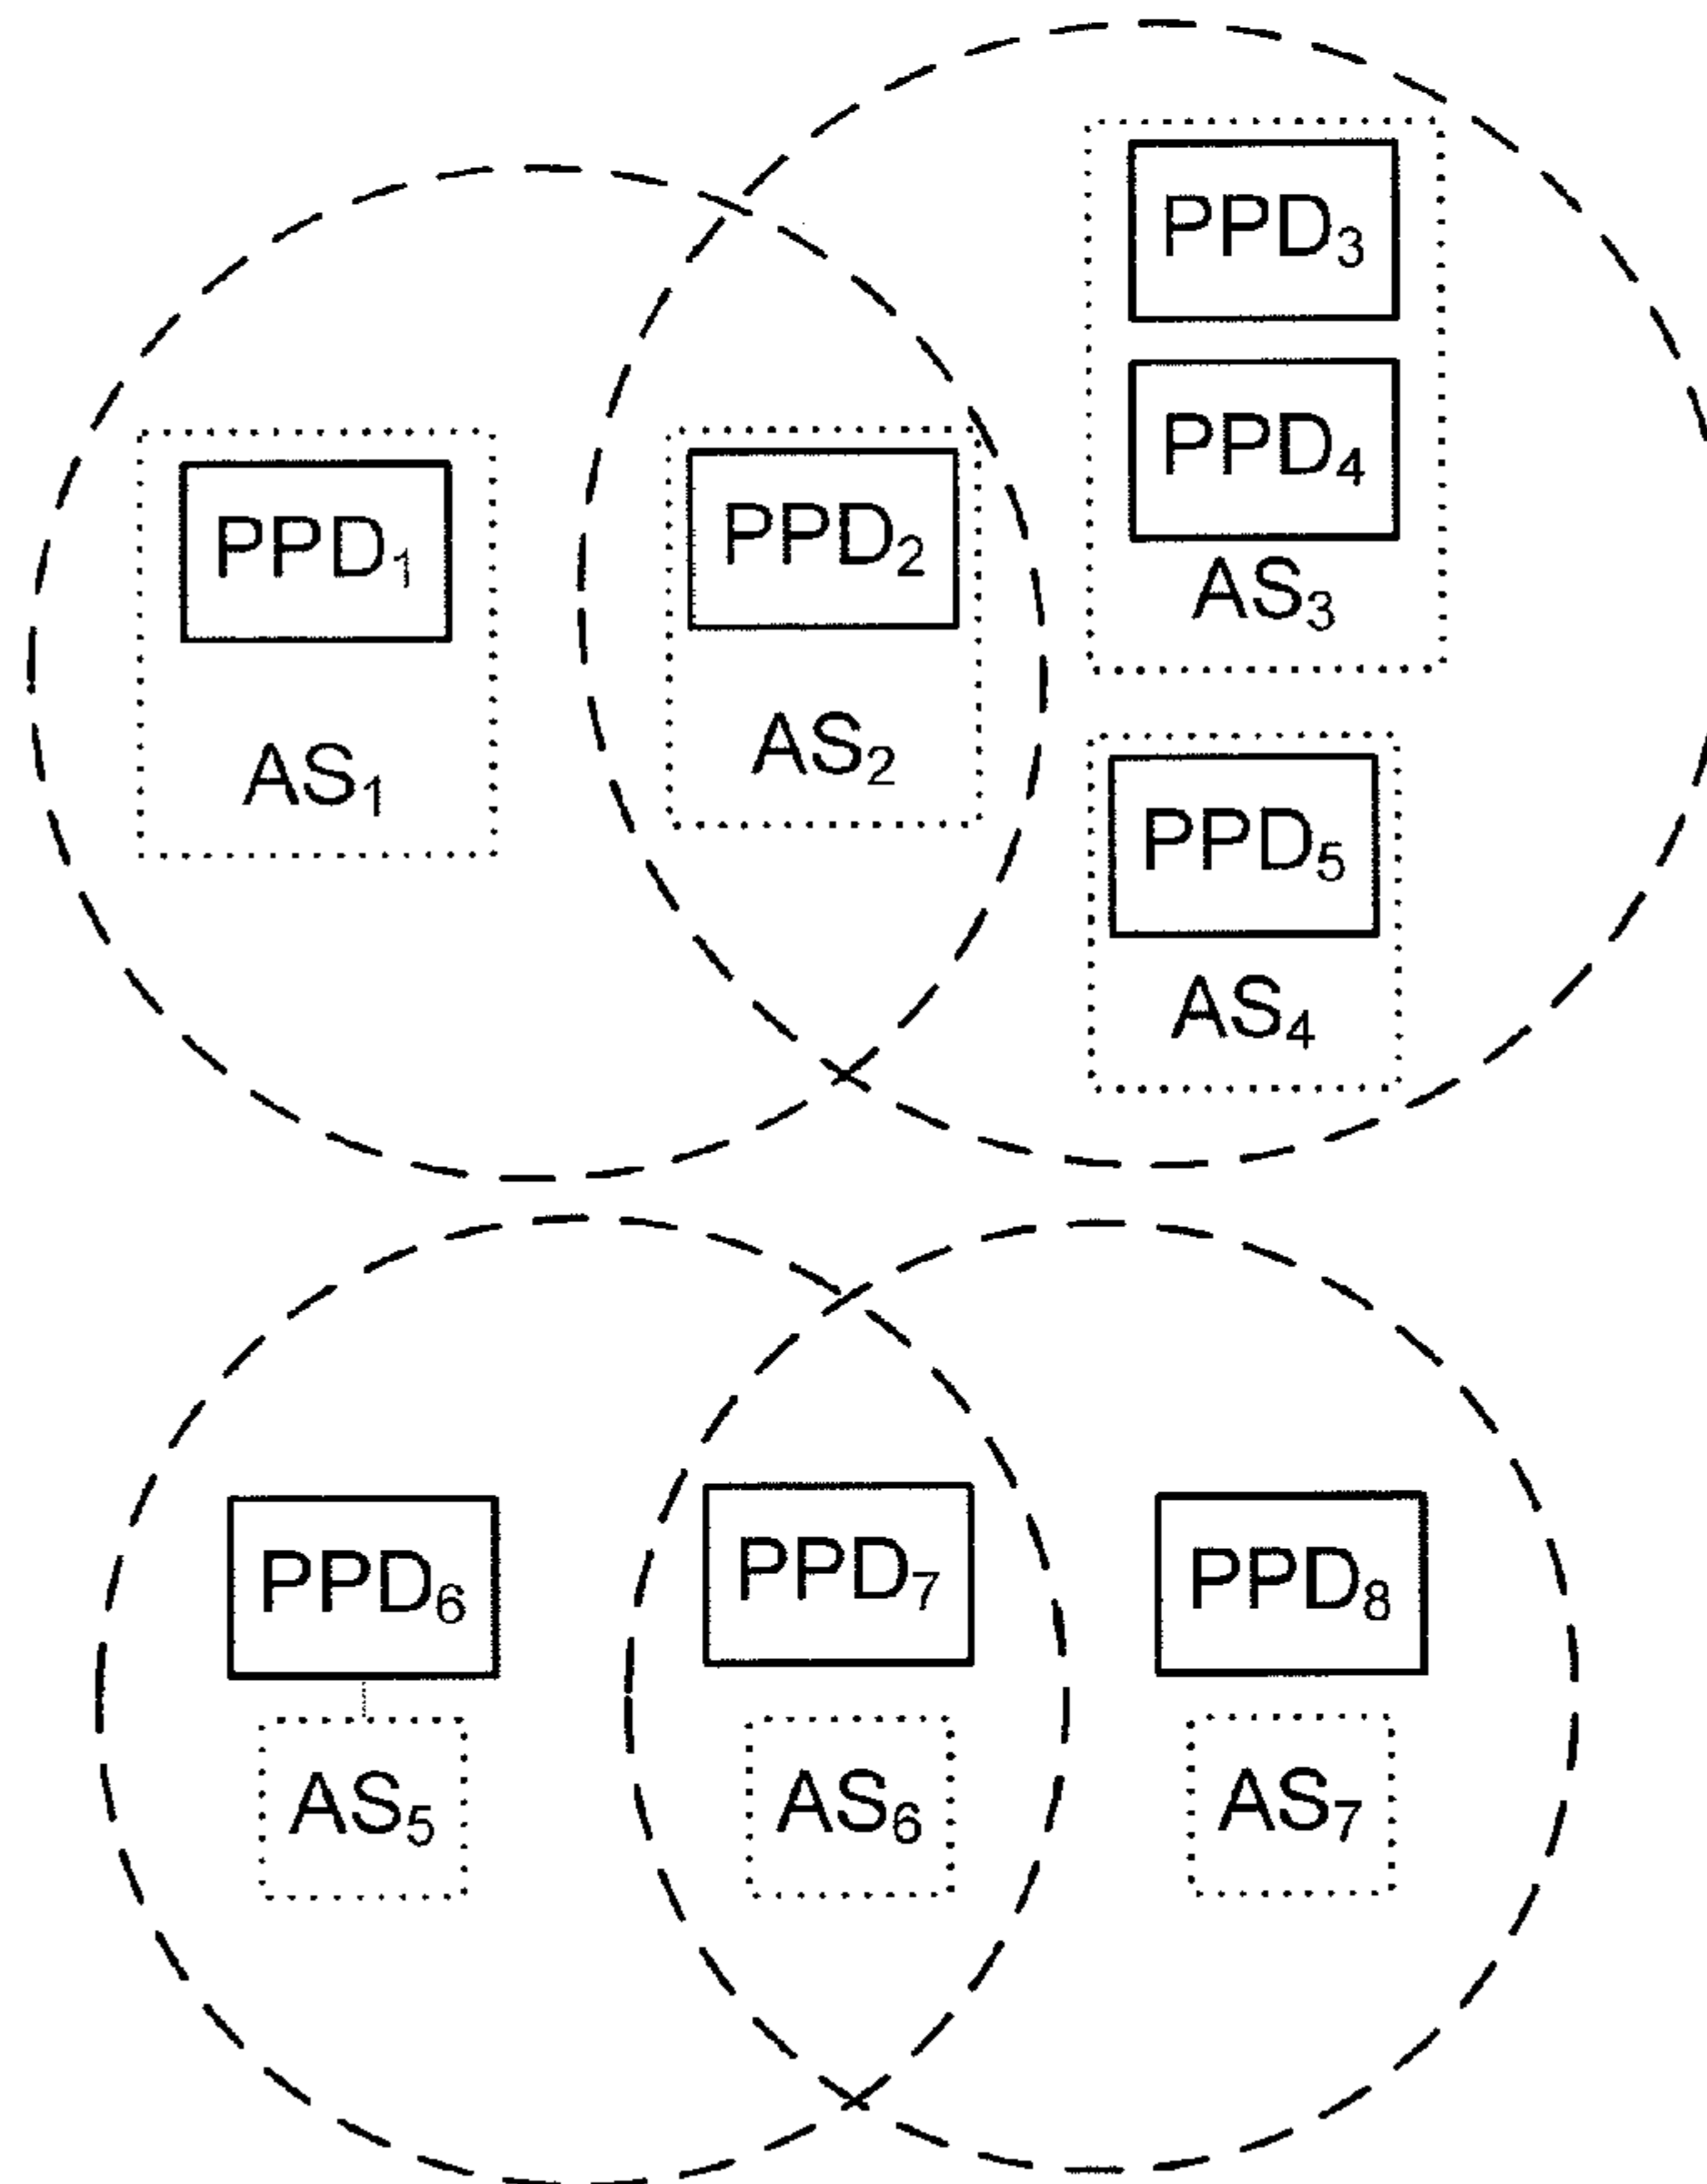 PPD₃
PPD₄
AS₃
PPD₁
AS₁
PPD₂
AS₂
PPD₅
AS₄
PPD₆
AS₅
PPD₇
AS₆
PPD₈
AS₇